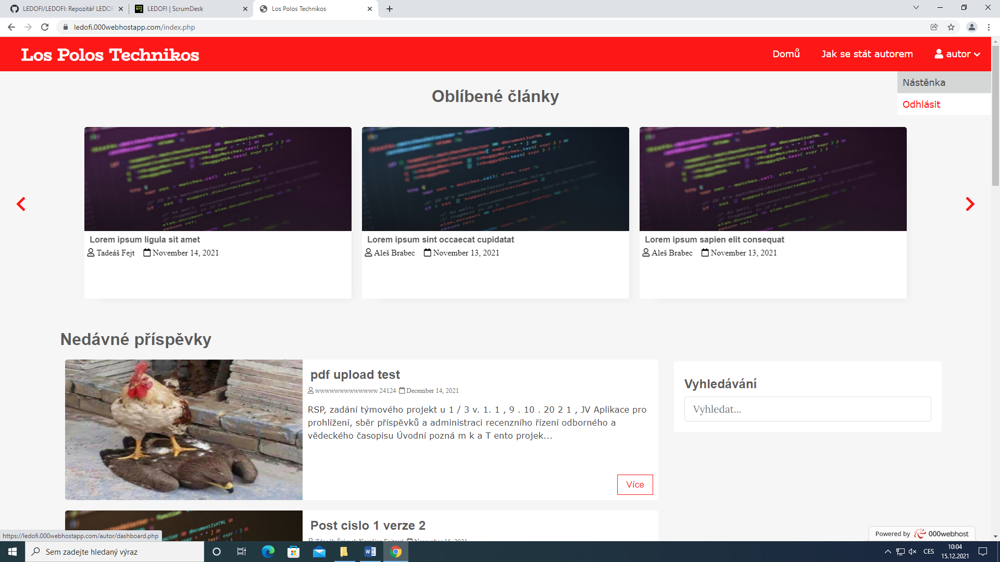 LEDOFI/LEDOFI: Repozitář LEDOF
LEDOFI | ScrumDesk
Los Polos Technikos
ledofi.000webhostapp.com/index.php
Los Polos Technikos
Domů
Jak se stát autorem
autor
Nástěnka
Odhlásit
Oblíbené články
Lorem ipsum ligula sit amet
Tadeáš Fejt November 14, 2021
Lorem ipsum sint occaecat cupidatat
Aleš Brabec November 13, 2021
Lorem ipsum sapien elit consequat
Aleš Brabec November 13, 2021
Nedávné příspěvky
pdf upload test
wwwwwwwwwwwww 24124 December 14, 2021
RSP, zadání týmového projekt u 1 / 3 v. 1. 1 , 9 . 10 . 20 2 1 , JV Aplikace pro
prohlížení, sběr příspěvků a administraci recenzního řízení odborného a
vědeckého časopisu Úvodní pozná m k a T ento projek...
Více
Vyhledávání
Vyhledat...
Post cislo 1 verze 2
https://ledofi.000webhostapp.com/autor/dashboard.php
Powered by 000webhost
Sem zadejte hledaný výraz
CES
10:04
15.12.2021